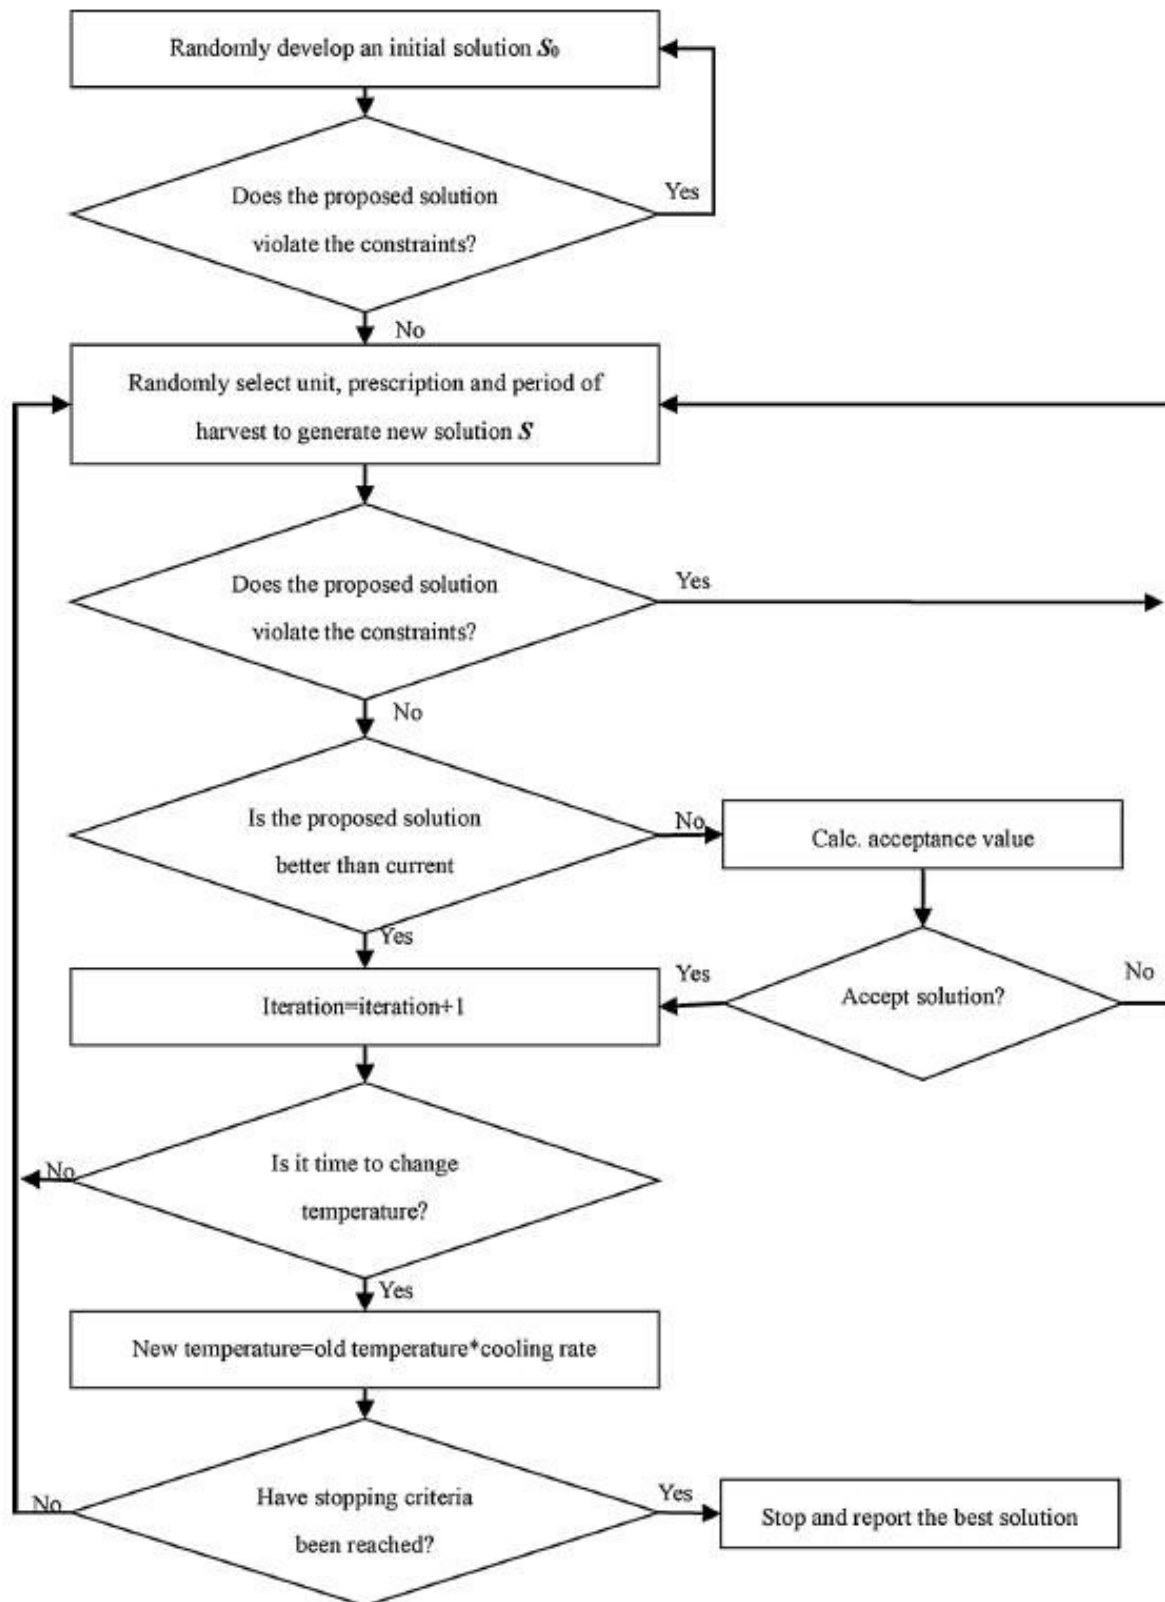 Randomly develop an initial solution S₀
Does the proposed solution
violate the constraints?
Yes
No
Randomly select unit, prescription and period of
harvest to generate new solution S
Does the proposed solution
violate the constraints?
Yes
No
Is the proposed solution
better than current
No
Calc. acceptance value
Yes
Iteration=iteration+1
Yes
Accept solution?
No
Is it time to change
temperature?
No
Yes
New temperature=old temperature*cooling rate
Have stopping criteria
been reached?
No
Yes
Stop and report the best solution